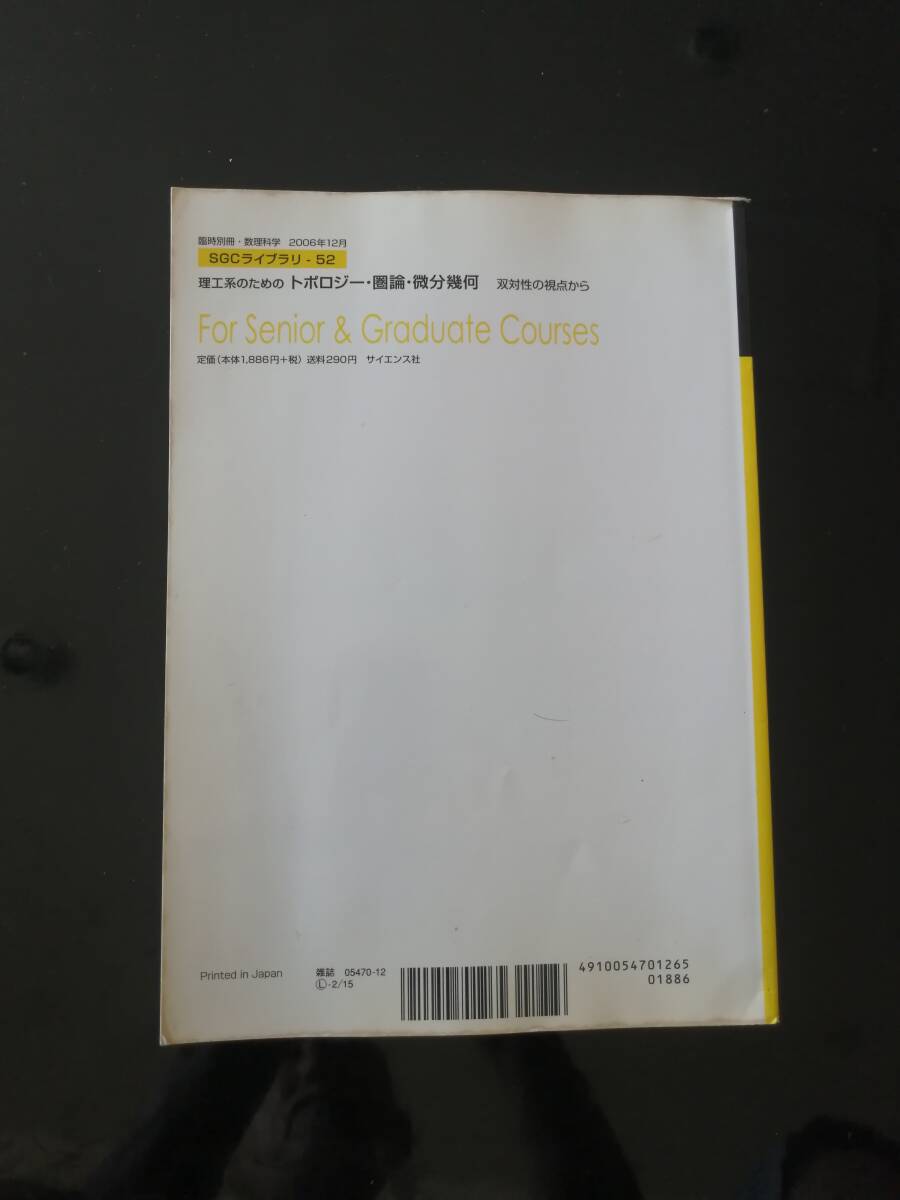 臨時別冊・数理科学 2006年12月
SGCライブラリ - 52
理工系のための トポロジー・圏論・微分幾何 双対性の視点から
For Senior & Graduate Courses
定価(本体1,886円+税) 送料290円 サイエンス社
Printed in Japan
雑誌 05470-12
Ⓛ-2/15
4910054701265
01886